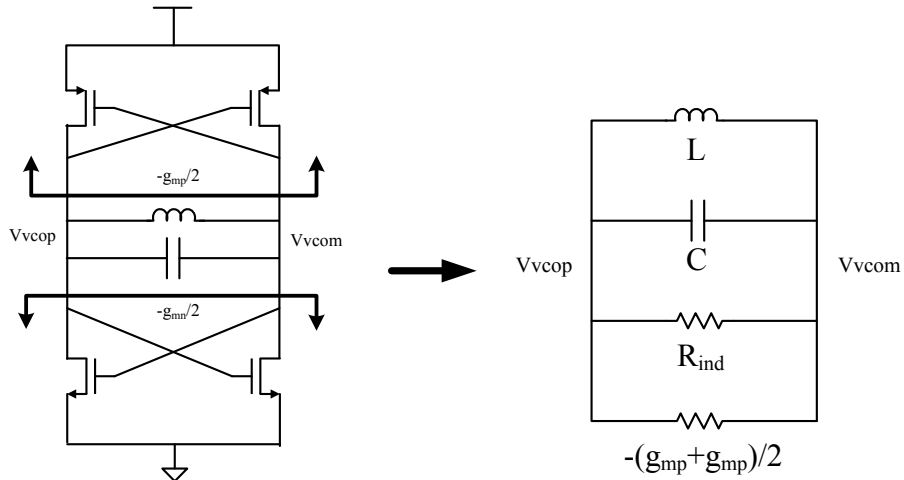 -gmp/2
Vvcop
Vvcom
-gmn/2
L
C
Vvcop
Vvcom
Rind
-(gmp+gmp)/2